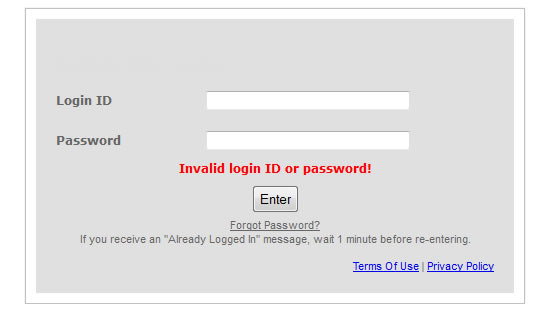 Login ID
Password
Invalid login ID or password!
Enter
Forgot Password?
If you receive an "Already Logged In" message, wait 1 minute before re-entering.
Terms Of Use | Privacy Policy